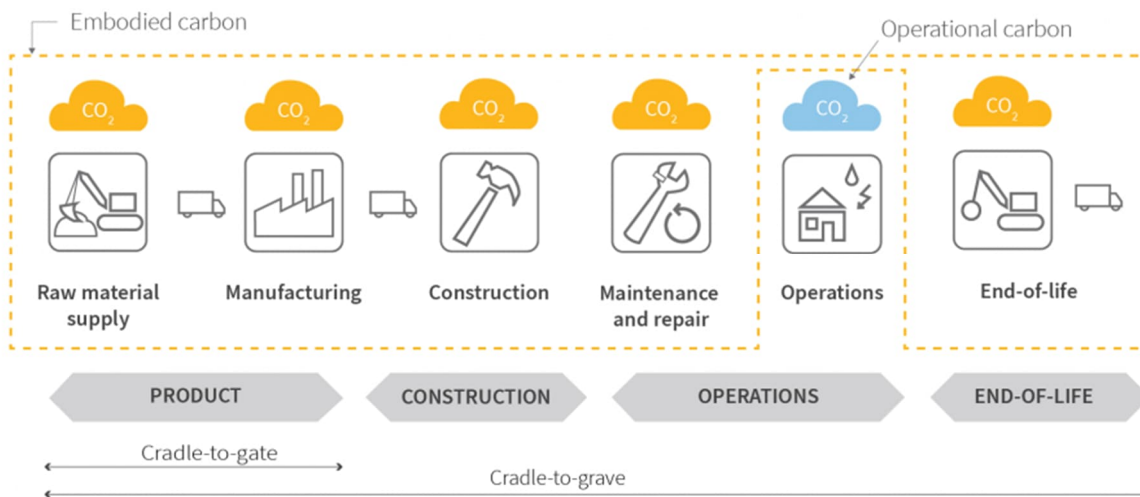 Embodied carbon
Operational carbon
CO2
CO2
CO2
CO2
CO2
CO2
Raw material
supply
Manufacturing
Construction
Maintenance
and repair
Operations
End-of-life
PRODUCT
CONSTRUCTION
OPERATIONS
END-OF-LIFE
Cradle-to-gate
Cradle-to-grave